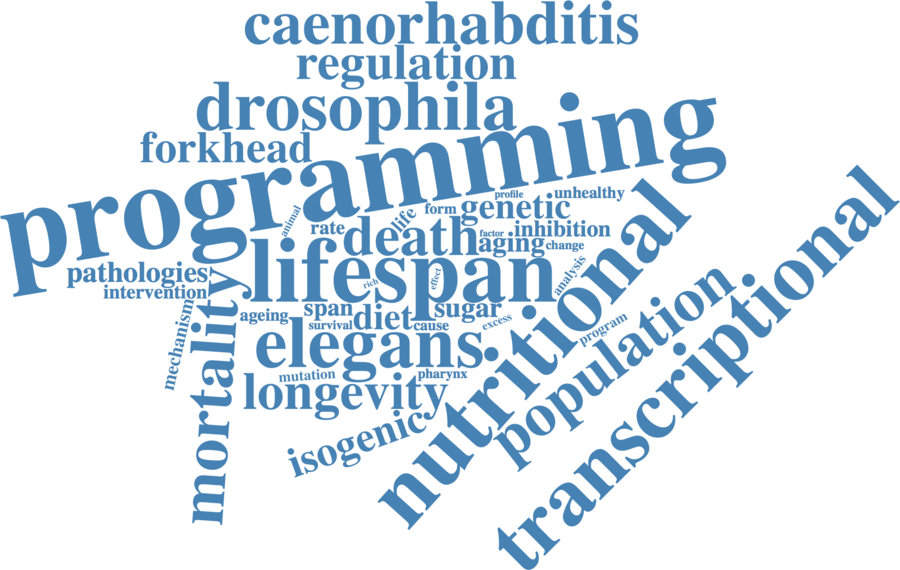 caenorhabditis
regulation
drosophila
forkhead
programming
profile
unhealthy
animal
life
form
genetic
rate
death
factor
inhibition
aging
change
pathologies
lifespan
rich
effect
analysis
intervention
nutritional
transcriptional
population
mechanism
mortality
ageing
span
sugar
survival
diet
cause
excess
program
elegans.
mutation
pharynx
longevity
isogenic